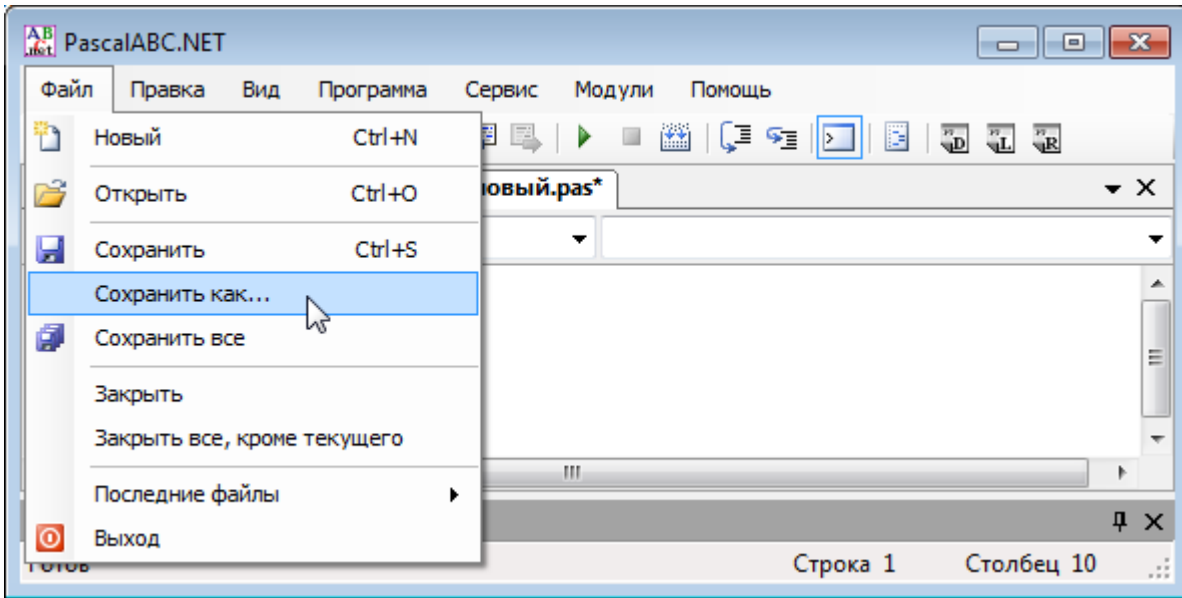 PascalABC.NET
Файл Правка Вид Программа Сервис Модули Помощь
Новый Ctrl+N
овый.pas*
Открыть Ctrl+O
Сохранить Ctrl+S
Сохранить как...
Сохранить все
Закрыть
Закрыть все, кроме текущего
Последние файлы
Выход
Строка 1 Столбец 10